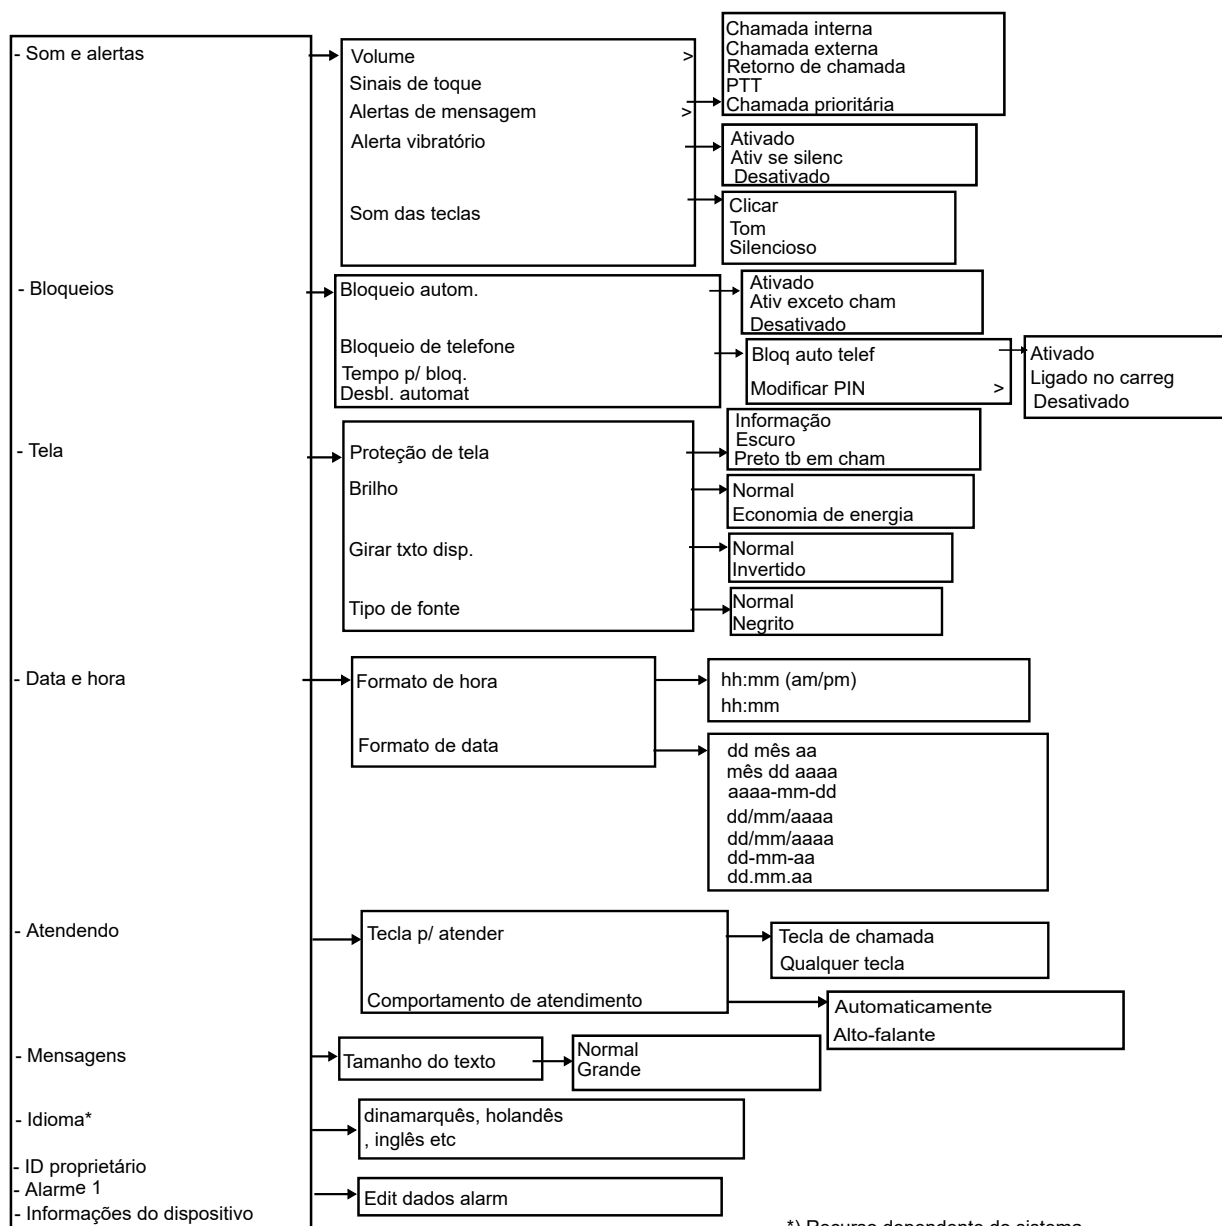 - Som e alertas
Volume >
Sinais de toque
Alertas de mensagem >
Alerta vibratório
Som das teclas
Chamada interna
Chamada externa
Retorno de chamada
PTT
Chamada prioritária
Ativado
Ativ se silenc
Desativado
Clicar
Tom
Silencioso
- Bloqueios
Bloqueio autom.
Bloqueio de telefone
Tempo p/ bloq.
Desbl. automat
Ativado
Ativ exceto cham
Desativado
Bloq auto telef
Modificar PIN >
Ativado
Ligado no carreg
Desativado
- Tela
Proteção de tela
Brilho
Girar txto disp.
Tipo de fonte
Informação
Escuro
Preto tb em cham
Normal
Economia de energia
Normal
Invertido
Normal
Negrito
- Data e hora
Formato de hora
Formato de data
hh:mm (am/pm)
hh:mm
dd mês aa
mês dd aaaa
aaaa-mm-dd
dd/mm/aaaa
dd/mm/aaaa
dd-mm-aa
dd.mm.aa
- Atendendo
Tecla p/ atender
Comportamento de atendimento
Tecla de chamada
Qualquer tecla
Automaticamente
Alto-falante
- Mensagens
Tamanho do texto
Normal
Grande
- Idioma*
dinamarquês, holandês
, inglês etc
- ID proprietário
- Alarme 1
Edit dados alarm
- Informações do dispositivo
*) Recurso dependente do sistema